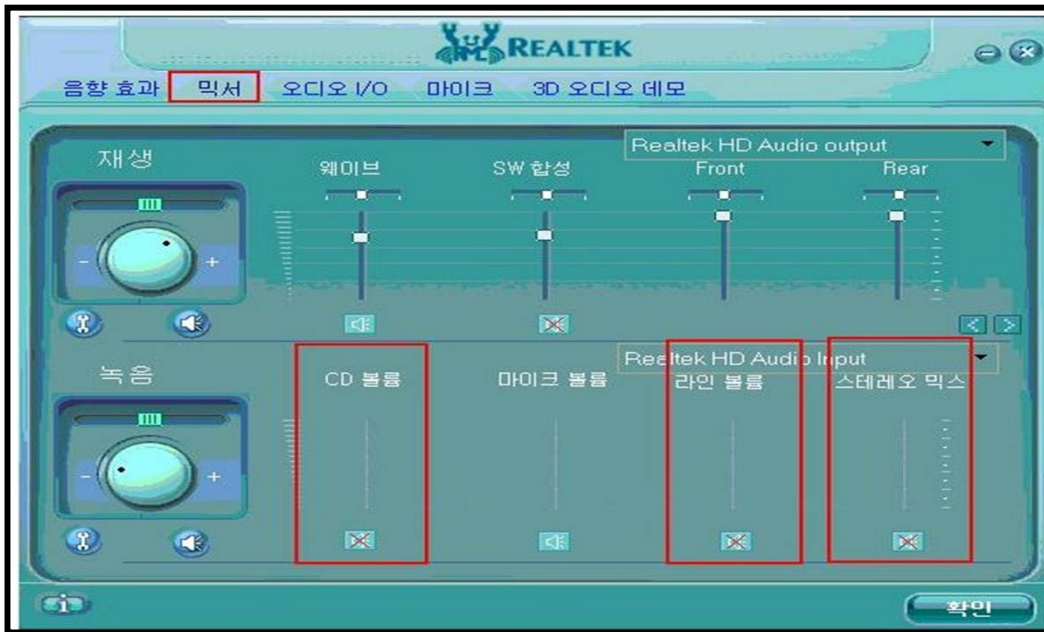 REALTEK
음향 효과 믹서 오디오 I/O 마이크 3D 오디오 데모
Realtek HD Audio output
재생
웨이브 SW 합성 Front Rear
- +
Realtek HD Audio Input
녹음
CD 볼륨 마이크 볼륨 라인 볼륨 스테레오 믹스
- +
확인